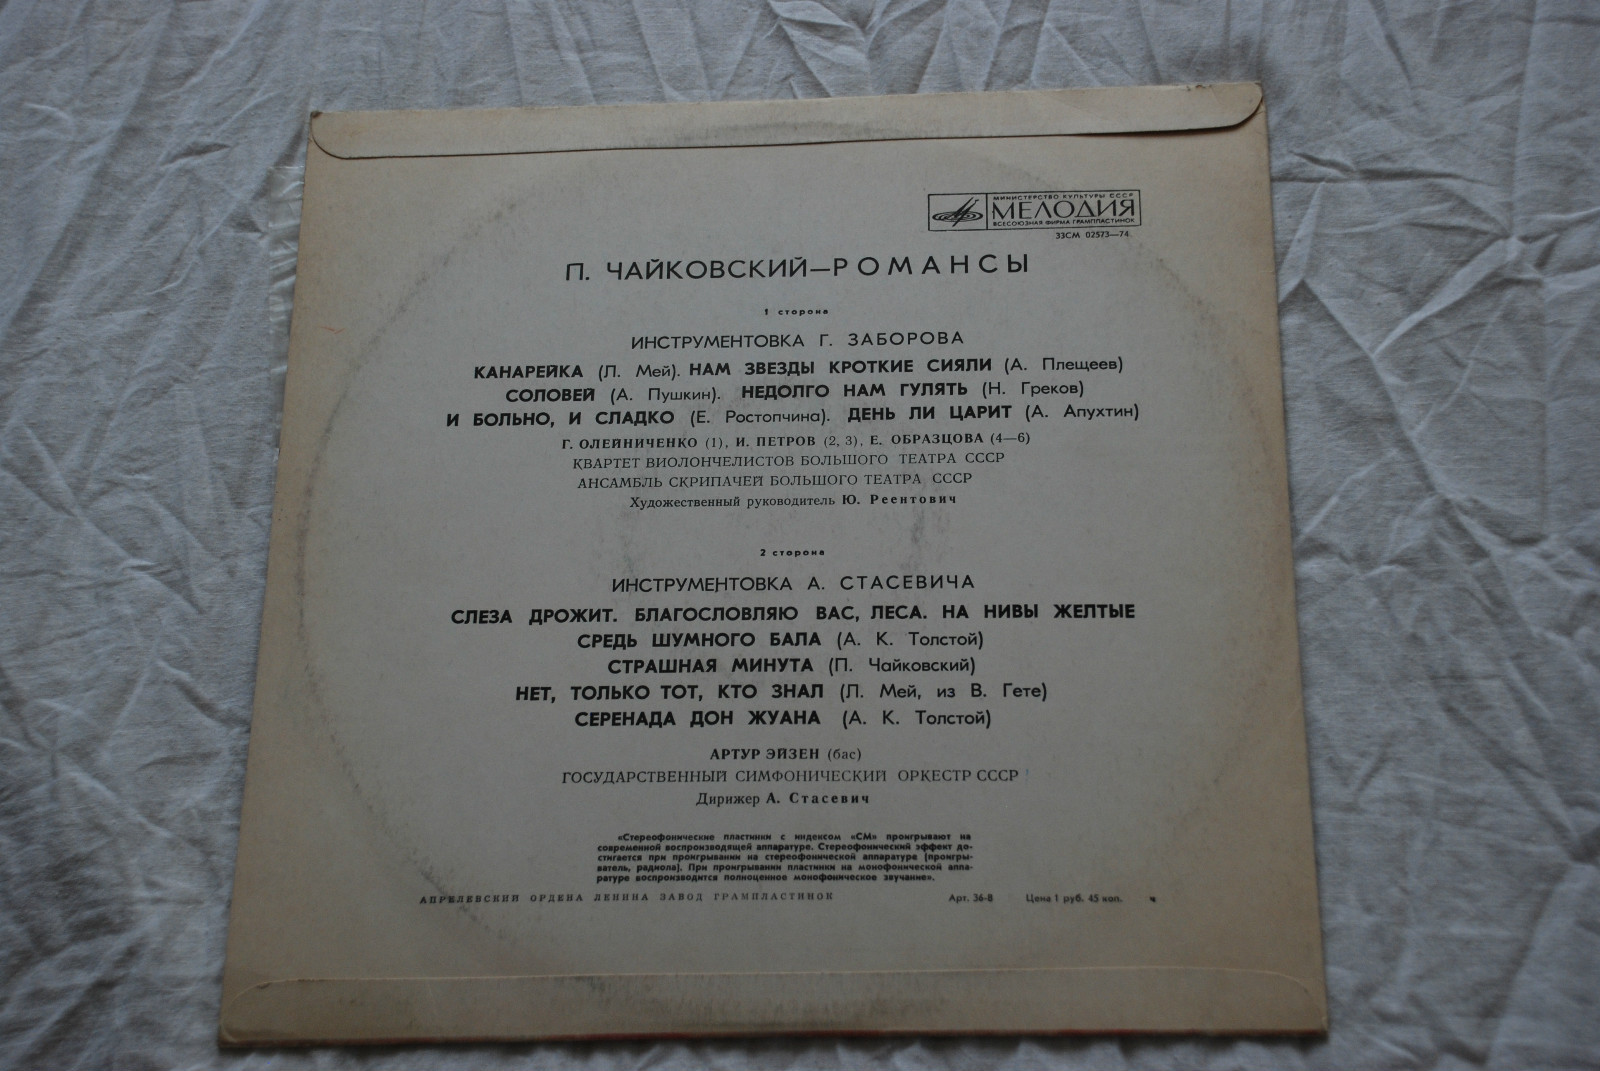 МИНИСТЕРСТВО КУЛЬТУРЫ СССР
МЕЛОДИЯ
ВСЕСОЮЗНАЯ ФИРМА ГРАМПЛАСТИНОК
33СМ 02573—74
П. ЧАЙКОВСКИЙ—РОМАНСЫ
1 сторона
ИНСТРУМЕНТОВКА Г. ЗАБОРОВА
КАНАРЕЙКА (Л. Мей). НАМ ЗВЕЗДЫ КРОТКИЕ СИЯЛИ (А. Плещеев)
СОЛОВЕЙ (А. Пушкин). НЕДОЛГО НАМ ГУЛЯТЬ (Н. Греков)
И БОЛЬНО, И СЛАДКО (Е. Ростопчина). ДЕНЬ ЛИ ЦАРИТ (А. Апухтин)
Г. ОЛЕЙНИЧЕНКО (1), И. ПЕТРОВ (2, 3), Е. ОБРАЗЦОВА (4—6)
КВАРТЕТ ВИОЛОНЧЕЛИСТОВ БОЛЬШОГО ТЕАТРА СССР
АНСАМБЛЬ СКРИПАЧЕЙ БОЛЬШОГО ТЕАТРА СССР
Художественный руководитель Ю. Реентович
2 сторона
ИНСТРУМЕНТОВКА А. СТАСЕВИЧА
СЛЕЗА ДРОЖИТ. БЛАГОСЛОВЛЯЮ ВАС, ЛЕСА. НА НИВЫ ЖЕЛТЫЕ
СРЕДЬ ШУМНОГО БАЛА (А. К. Толстой)
СТРАШНАЯ МИНУТА (П. Чайковский)
НЕТ, ТОЛЬКО ТОТ, КТО ЗНАЛ (Л. Мей, из В. Гете)
СЕРЕНАДА ДОН ЖУАНА (А. К. Толстой)
АРТУР ЭЙЗЕН (бас)
ГОСУДАРСТВЕННЫЙ СИМФОНИЧЕСКИЙ ОРКЕСТР СССР
Дирижер А. Стасевич
«Стереофонические пластинки с индексом «СМ» проигрывают на
современной воспроизводящей аппаратуре. Стереофонический эффект до-
стигается при проигрывании на стереофонической аппаратуре (проигры-
ватель, радиола). При проигрывании пластинки на монофонической аппа-
ратуре воспроизводится полноценное монофоническое звучание».
АПРЕЛЕВСКИЙ ОРДЕНА ЛЕНИНА ЗАВОД ГРАМПЛАСТИНОК Арт. 36-8 Цена 1 руб. 45 коп. ч